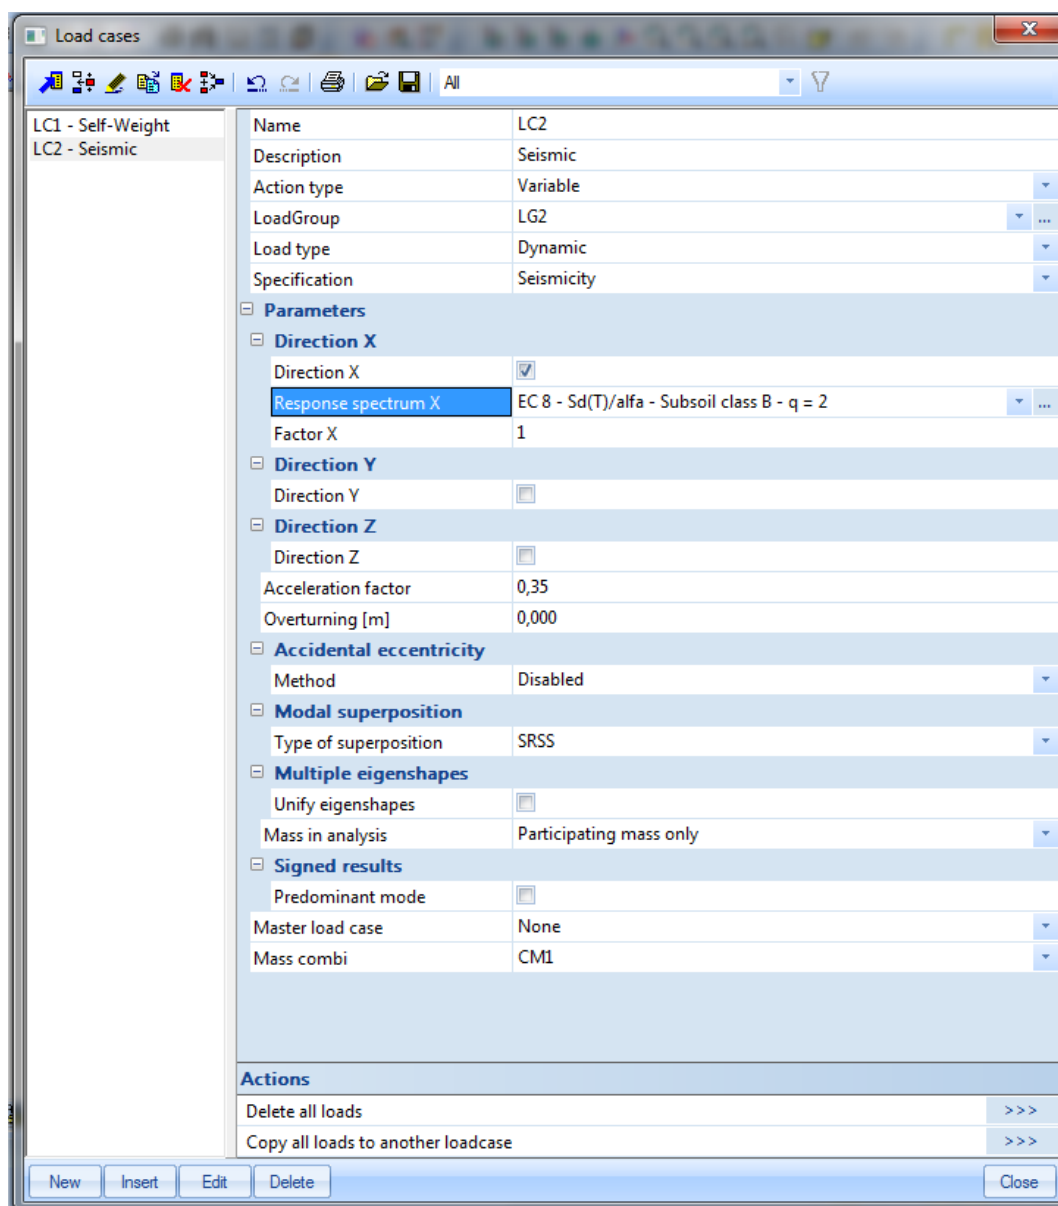 Load cases
x
All
LC1 - Self-Weight
LC2 - Seismic
Name LC2
Description Seismic
Action type Variable
LoadGroup LG2 ...
Load type Dynamic
Specification Seismicity
Parameters
Direction X
Direction X
Response spectrum X EC 8 - Sd(T)/alfa - Subsoil class B - q = 2 ...
Factor X 1
Direction Y
Direction Y
Direction Z
Direction Z
Acceleration factor 0,35
Overturning [m] 0,000
Accidental eccentricity
Method Disabled
Modal superposition
Type of superposition SRSS
Multiple eigenshapes
Unify eigenshapes
Mass in analysis Participating mass only
Signed results
Predominant mode
Master load case None
Mass combi CM1
Actions
Delete all loads >>>
Copy all loads to another loadcase >>>
New Insert Edit Delete Close